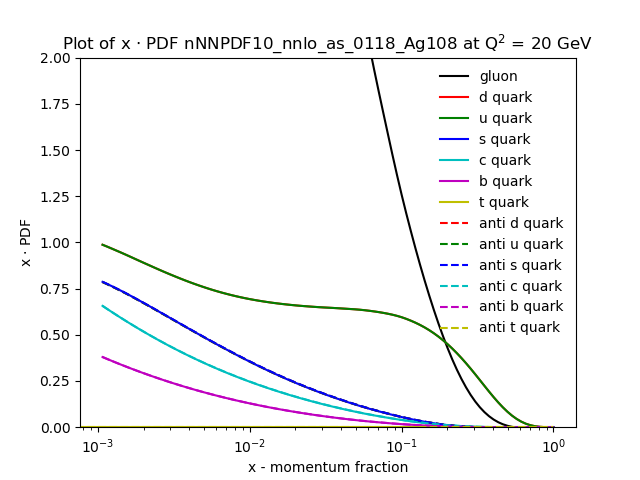 Plot of x · PDF nNNPDF10_nnlo_as_0118_Ag108 at Q² = 20 GeV
x · PDF
2.00
1.75
1.50
1.25
1.00
0.75
0.50
0.25
0.00
gluon
d quark
u quark
s quark
c quark
b quark
t quark
anti d quark
anti u quark
anti s quark
anti c quark
anti b quark
anti t quark
10⁻³ 10⁻² 10⁻¹ 10⁰
x - momentum fraction